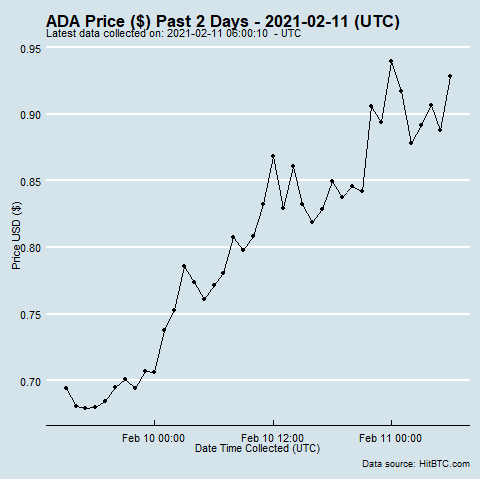 ADA Price ($) Past 2 Days - 2021-02-11 (UTC)
Latest data collected on: 2021-02-11 06:00:10 - UTC
0.95
0.90
0.85
0.80
0.75
0.70
Price USD ($)
Feb 10 00:00 Feb 10 12:00 Feb 11 00:00
Date Time Collected (UTC)
Data source: HitBTC.com